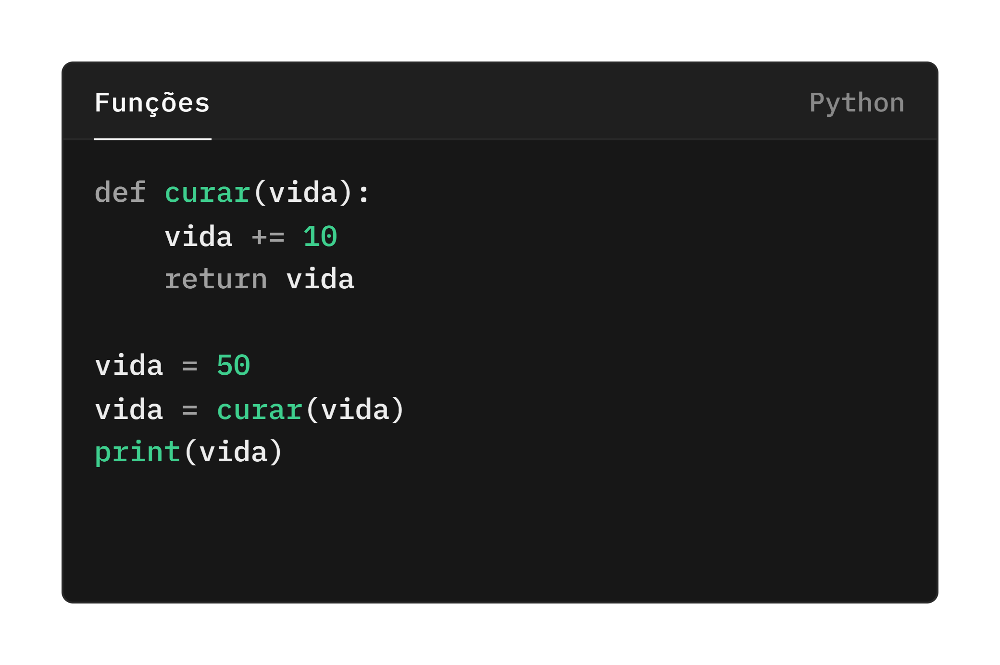 Funções
Python
def curar(vida):
    vida += 10
    return vida

vida = 50
vida = curar(vida)
print(vida)